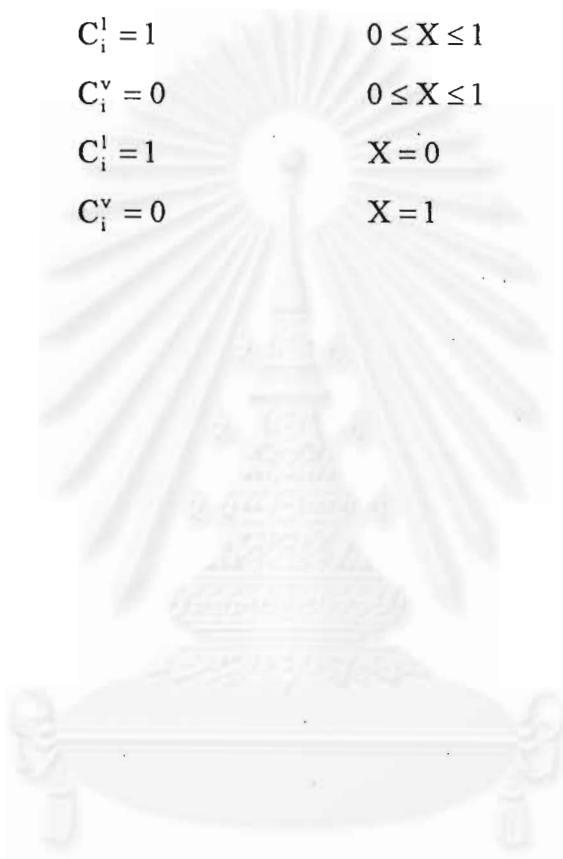 C_i^l = 1 0 ≤ X ≤ 1
C_i^v = 0 0 ≤ X ≤ 1
C_i^l = 1 X = 0
C_i^v = 0 X = 1